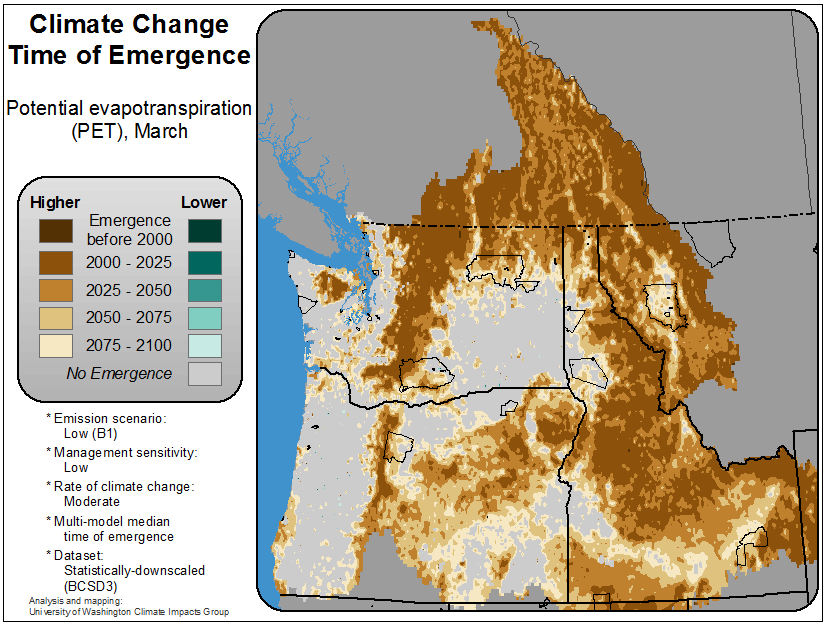 Climate Change
Time of Emergence
Potential evapotranspiration
(PET), March
Higher Lower
Emergence
before 2000
2000 - 2025
2025 - 2050
2050 - 2075
2075 - 2100
No Emergence
* Emission scenario:
Low (B1)
* Management sensitivity:
Low
* Rate of climate change:
Moderate
* Multi-model median
time of emergence
* Dataset:
Statistically-downscaled
(BCSD3)
Analysis and mapping:
University of Washington Climate Impacts Group